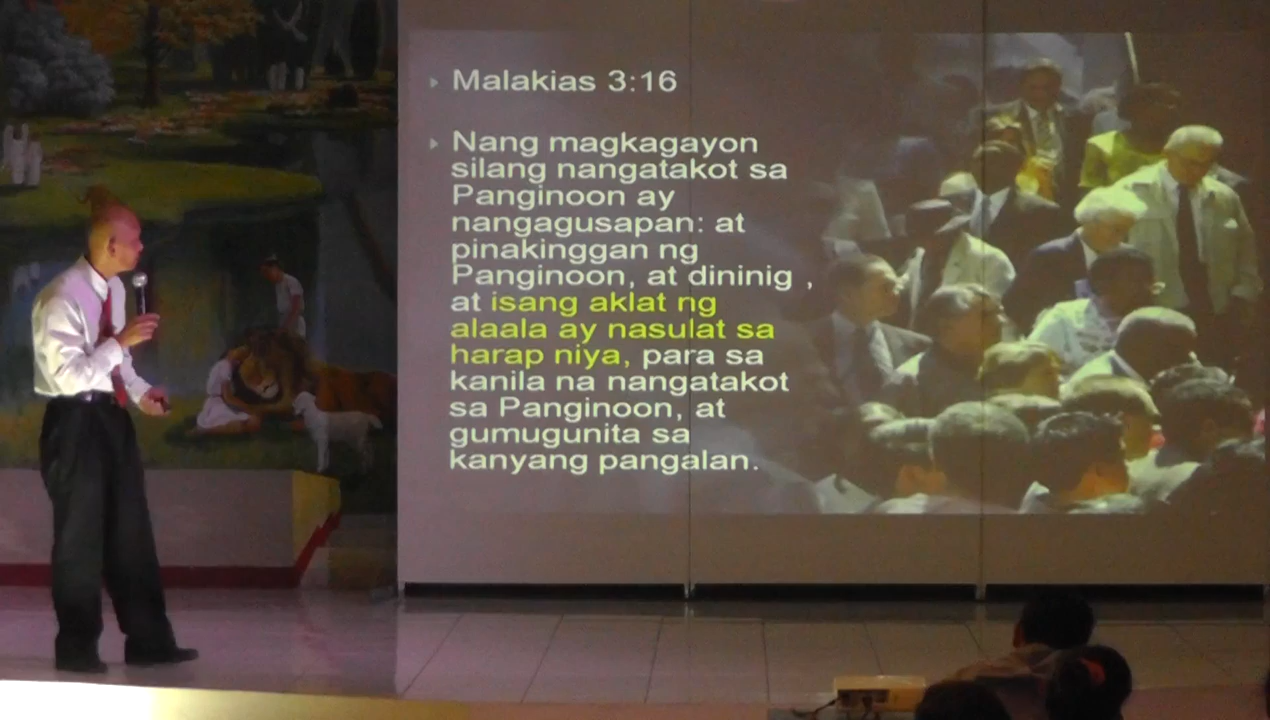 Malakias 3:16
Nang magkagayon
silang nangatakot sa
Panginoon ay
nangagusapan: at
pinakinggan ng
Panginoon, at dininig ,
at isang aklat ng
alaala ay nasulat sa
harap niya, para sa
kanila na nangatakot
sa Panginoon, at
gumugunita sa
kanyang pangalan.